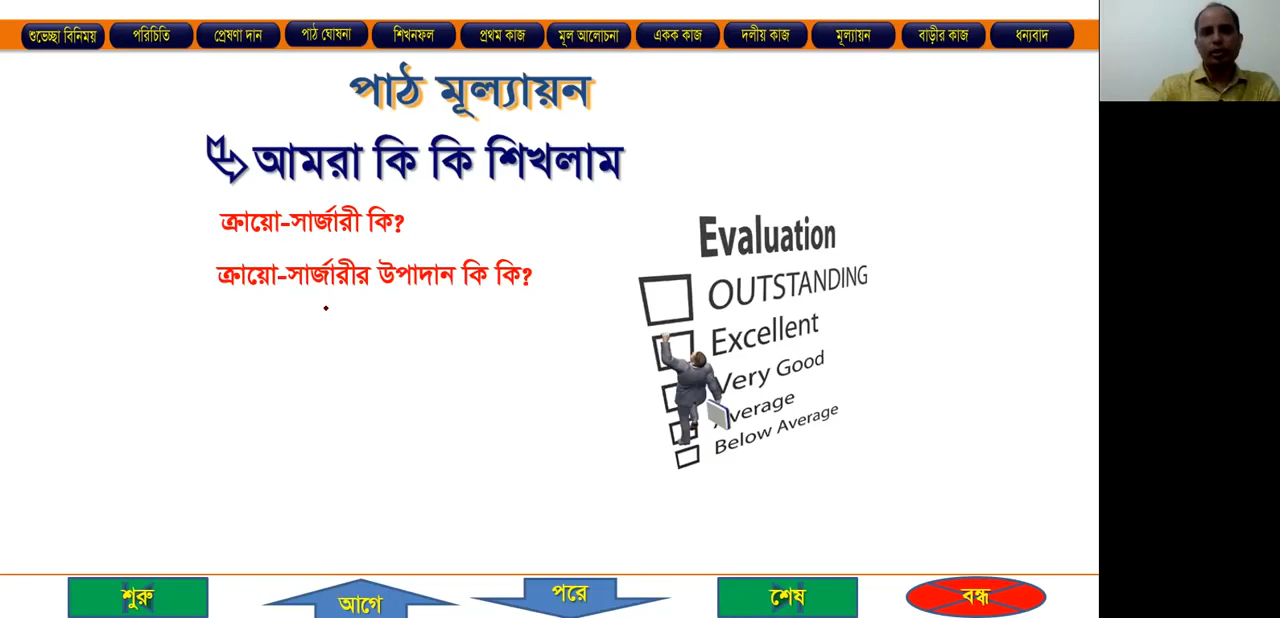 শুভেচ্ছা বিনিময় পরিচিতি প্রেষণা দান পাঠ ঘোষনা শিখনফল প্রথম কাজ মূল আলোচনা একক কাজ দলীয় কাজ মূল্যায়ন বাড়ীর কাজ ধন্যবাদ
পাঠ মূল্যায়ন
আমরা কি কি শিখলাম
ক্রায়ো-সার্জারী কি?
ক্রায়ো-সার্জারীর উপাদান কি কি?
Evaluation
OUTSTANDING
Excellent
Very Good
Average
Below Average
শুরু আগে পরে শেষ বন্ধ